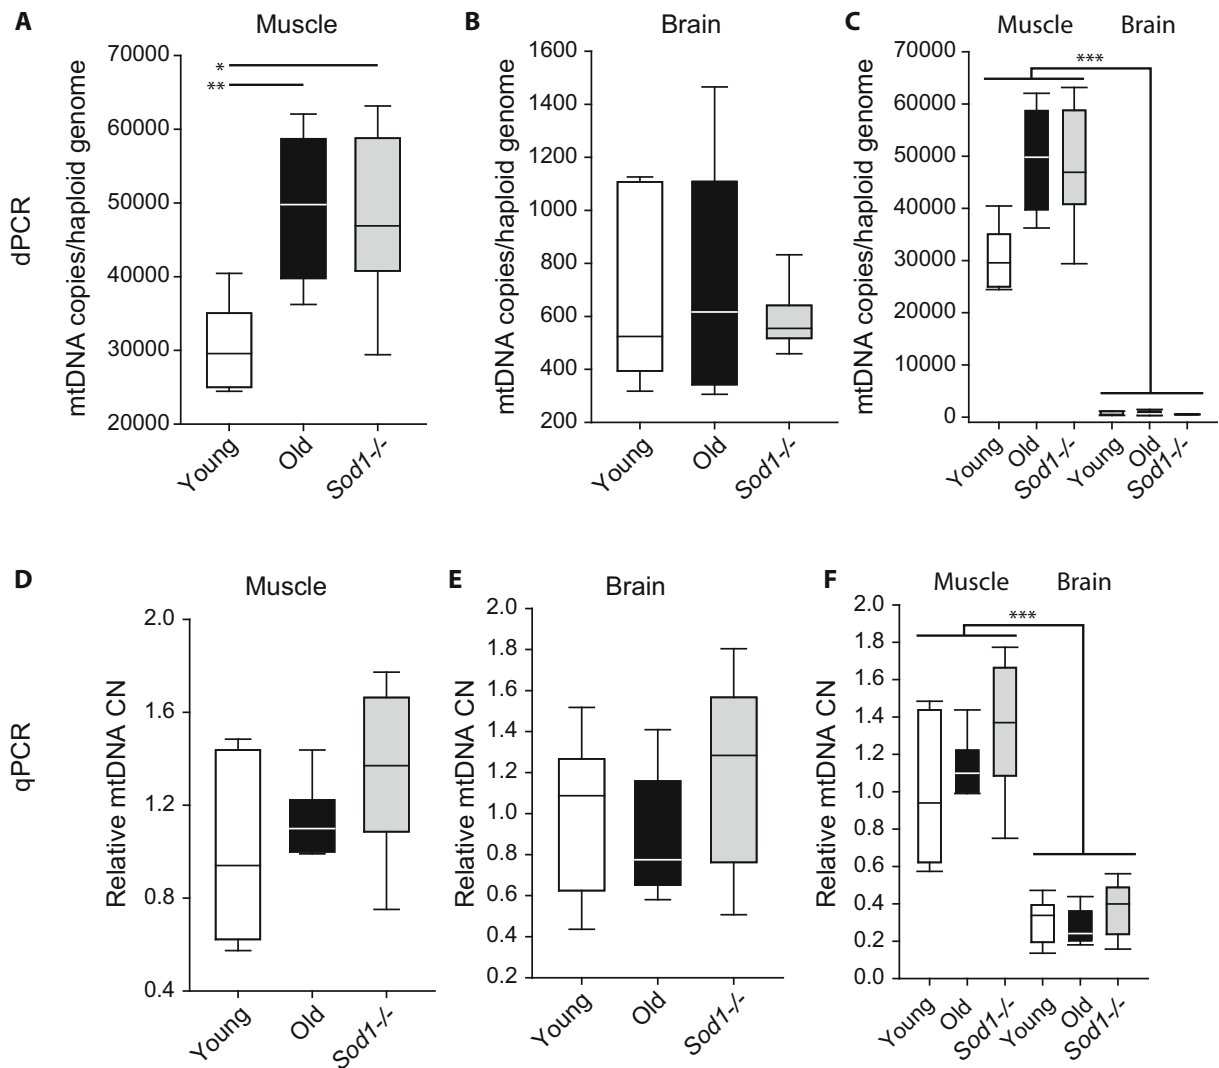 A
Muscle
dPCR
mtDNA copies/haploid genome
70000
60000
50000
40000
30000
20000
*
**
Young
Old
Sod1-/-
B
Brain
mtDNA copies/haploid genome
1600
1400
1200
1000
800
600
400
200
Young
Old
Sod1-/-
C
Muscle
Brain
mtDNA copies/haploid genome
70000
60000
50000
40000
30000
20000
10000
0
***
Young
Old
Sod1-/-
Young
Old
Sod1-/-
D
Muscle
qPCR
Relative mtDNA CN
2.0
1.6
1.2
0.8
0.4
Young
Old
Sod1-/-
E
Brain
Relative mtDNA CN
2.0
1.8
1.6
1.4
1.2
1.0
0.8
0.6
0.4
0.2
Young
Old
Sod1-/-
F
Muscle
Brain
Relative mtDNA CN
2.0
1.8
1.6
1.4
1.2
1.0
0.8
0.6
0.4
0.2
0.0
***
Young
Old
Sod1-/-
Young
Old
Sod1-/-